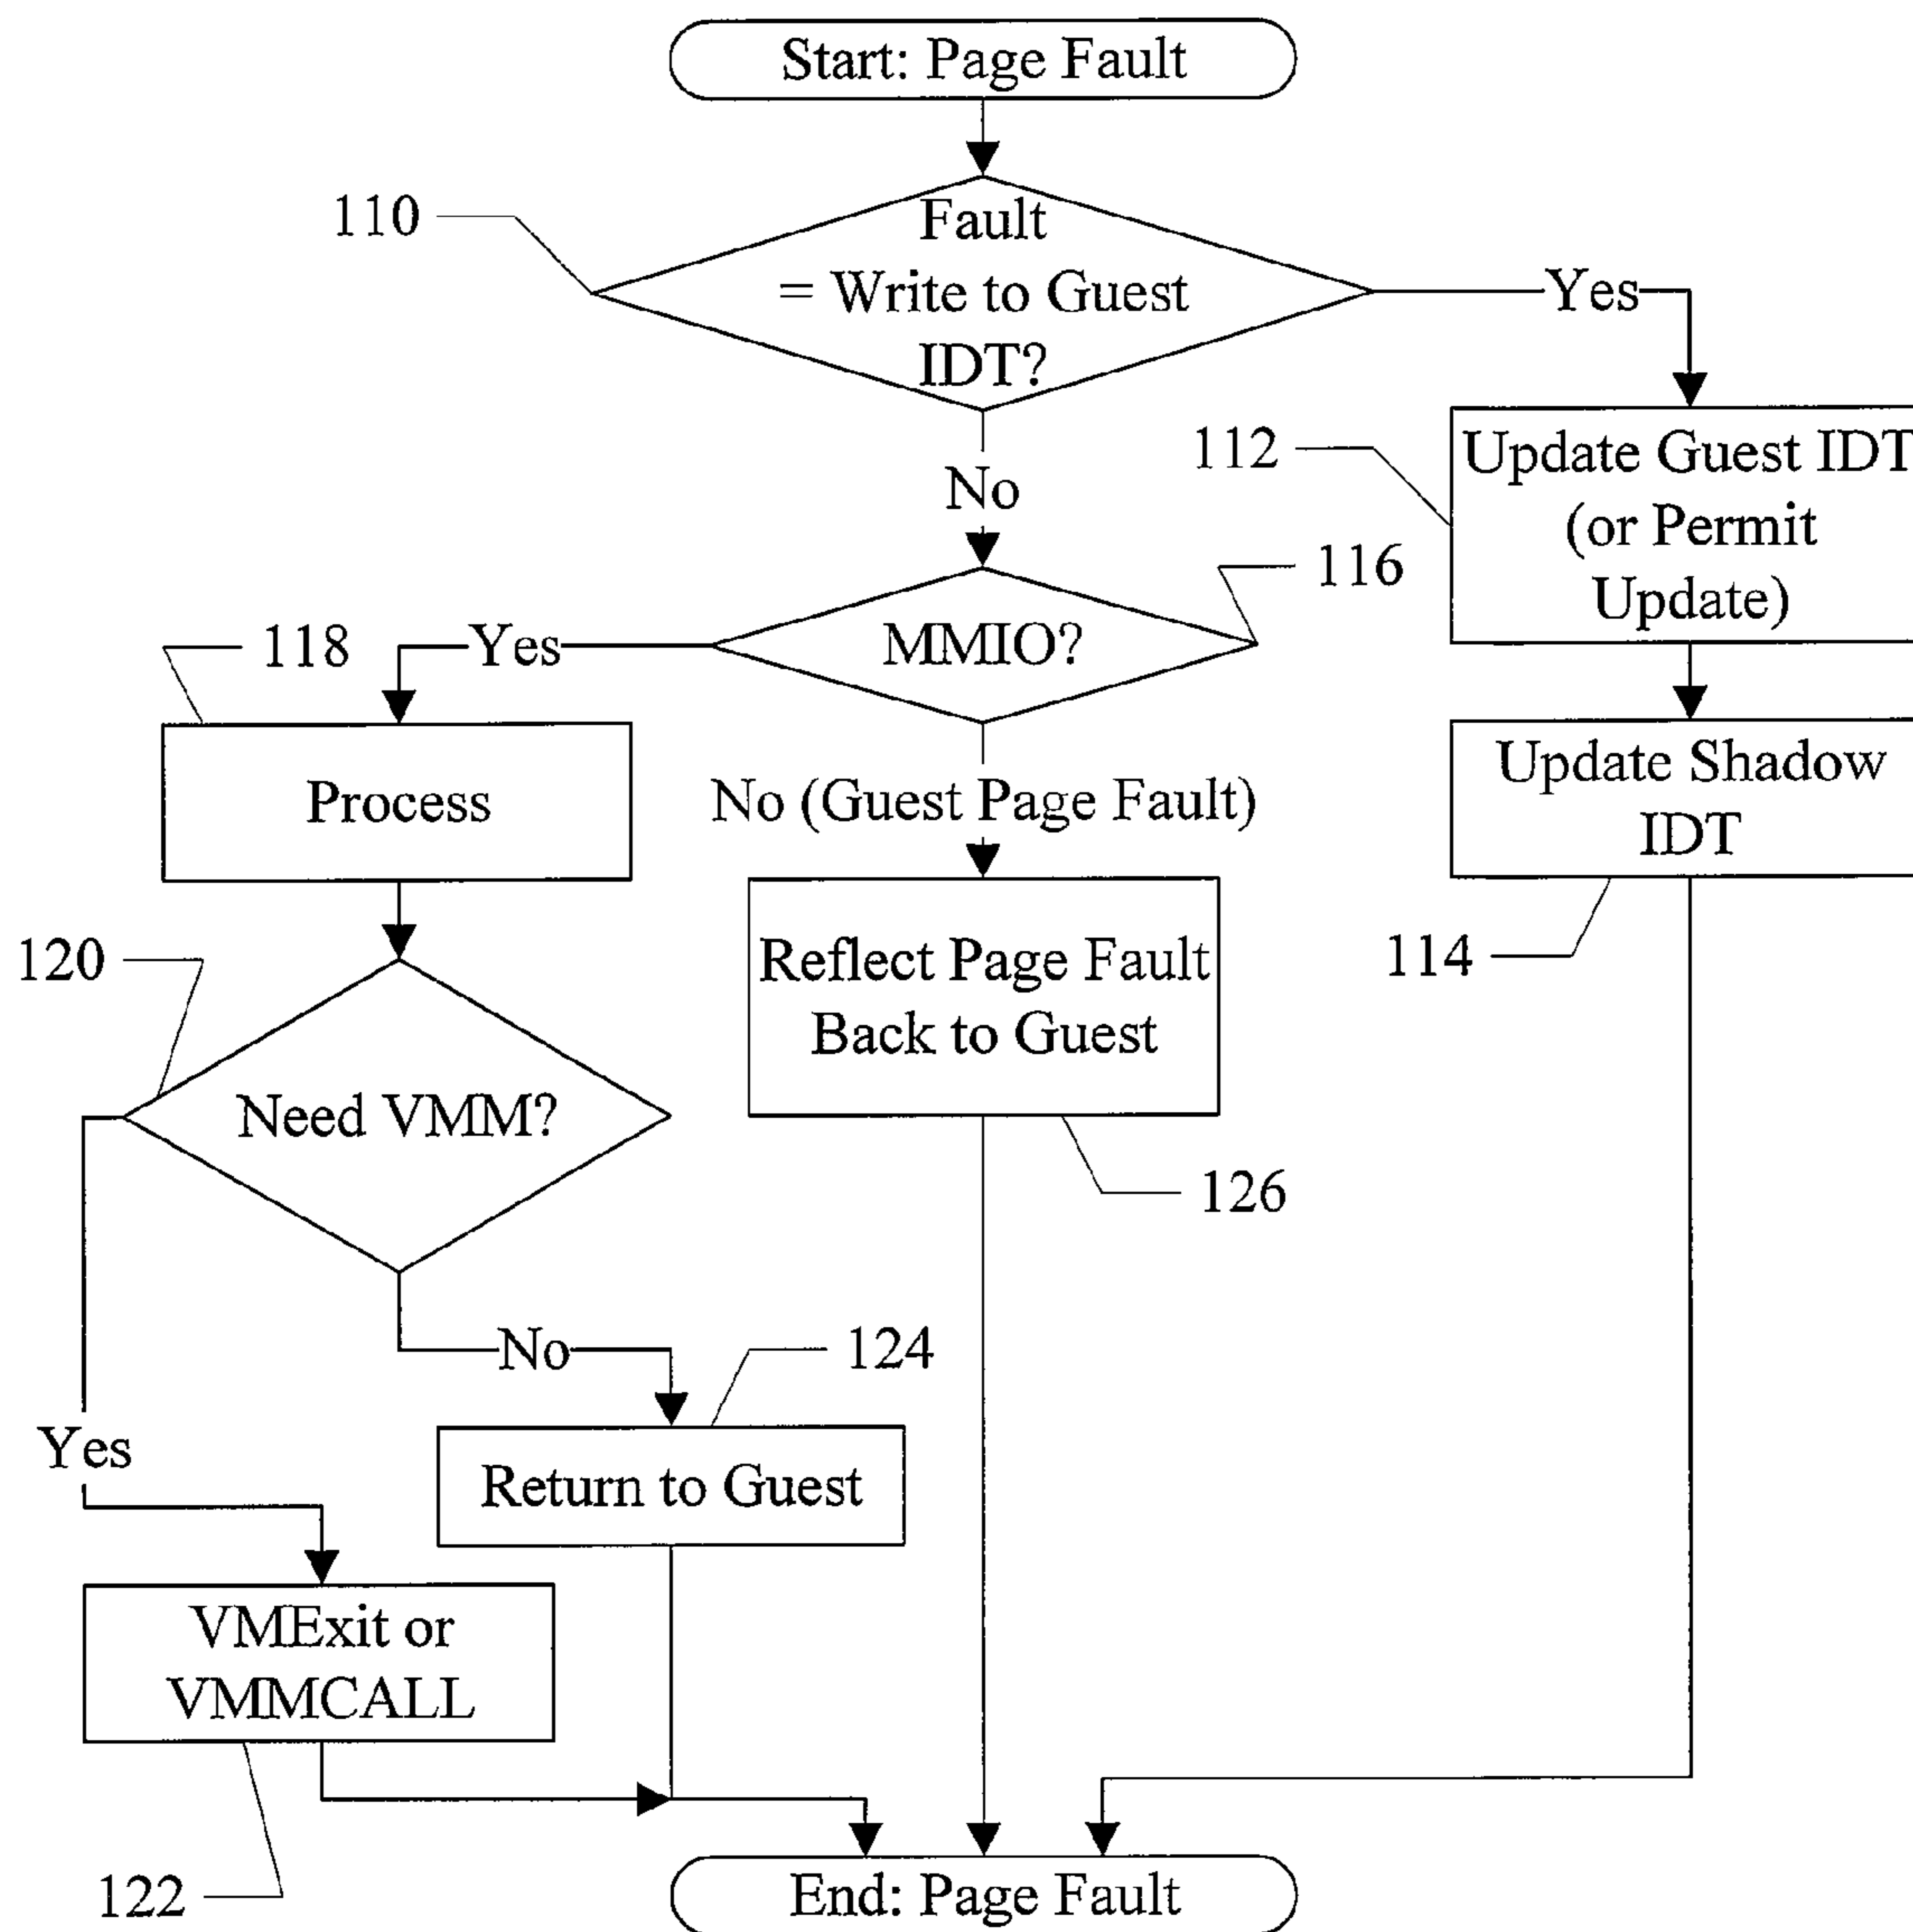 Start: Page Fault
110
Fault
= Write to Guest
IDT?
Yes
No
112
Update Guest IDT
(or Permit
Update)
116
MMIO?
Yes
118
Process
No (Guest Page Fault)
Update Shadow
IDT
114
120
Need VMM?
Reflect Page Fault
Back to Guest
126
No
124
Yes
Return to Guest
VMExit or
VMMCALL
122
End: Page Fault